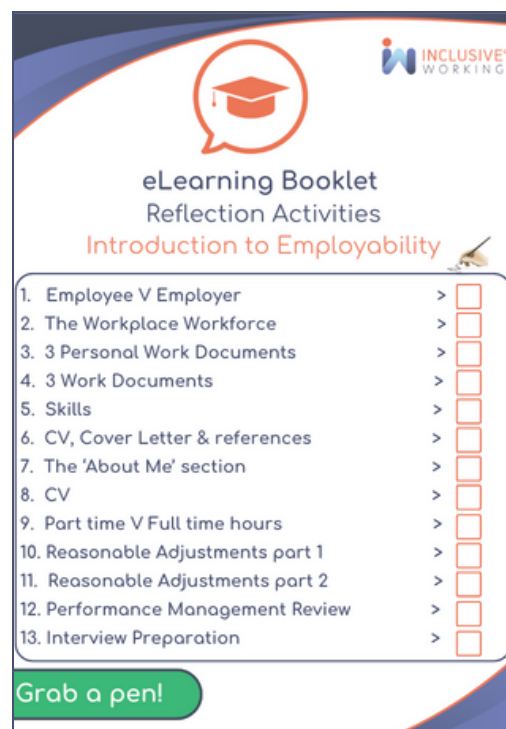 INCLUSIVE
WORKING
eLearning Booklet
Reflection Activities
Introduction to Employability
1. Employee V Employer >
2. The Workplace Workforce >
3. 3 Personal Work Documents >
4. 3 Work Documents >
5. Skills >
6. CV, Cover Letter & references >
7. The ‘About Me’ section >
8. CV >
9. Part time V Full time hours >
10. Reasonable Adjustments part 1 >
11. Reasonable Adjustments part 2 >
12. Performance Management Review >
13. Interview Preparation >
Grab a pen!